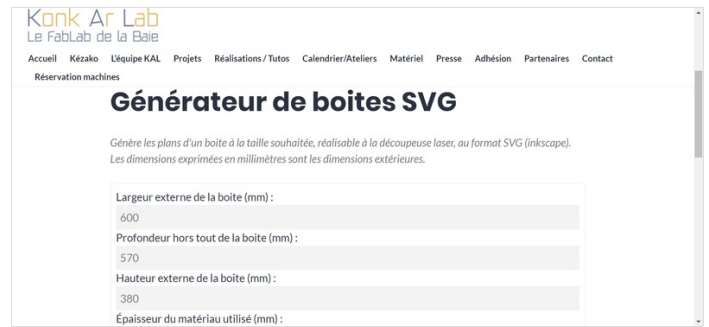 Konk Ar Lab
Le FabLab de la Baie
Accueil Kézako L'équipe KAL Projets Réalisations / Tutos Calendrier/Ateliers Matériel Presse Adhésion Partenaires Contact
Réservation machines
Générateur de boites SVG
Génère les plans d'un boite à la taille souhaitée, réalisable à la découpeuse laser, au format SVG (inkscape).
Les dimensions exprimées en millimètres sont les dimensions extérieures.
Largeur externe de la boite (mm) :
600
Profondeur hors tout de la boite (mm) :
570
Hauteur externe de la boite (mm) :
380
Épaisseur du matériau utilisé (mm) :